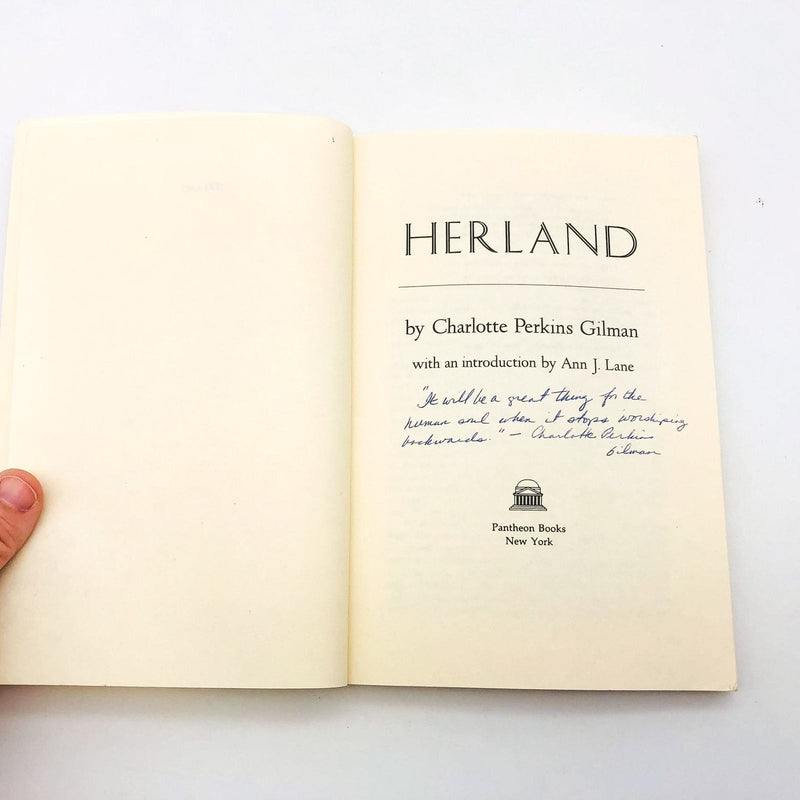 HERLAND
by Charlotte Perkins Gilman
with an introduction by Ann J. Lane
"It will be a great thing for the
human soul when it stops worshiping
backwards." — Charlotte Perkins
Gilman
Pantheon Books
New York